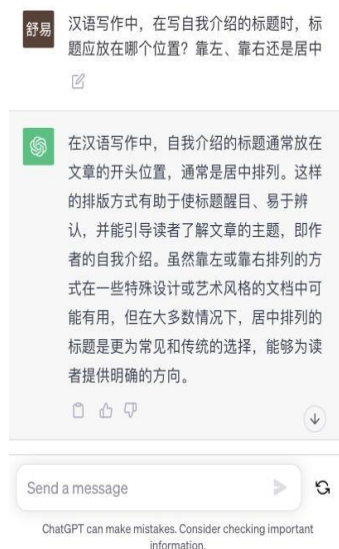 舒易
汉语写作中，在写自我介绍的标题时，标
题应放在哪个位置？靠左、靠右还是居中
在汉语写作中，自我介绍的标题通常放在
文章的开头位置，通常是居中排列。这样
的排版方式有助于使标题醒目、易于辨
认，并能引导读者了解文章的主题，即作
者的自我介绍。虽然靠左或靠右排列的方
式在一些特殊设计或艺术风格的文档中可
能有用，但在大多数情况下，居中排列的
标题是更为常见和传统的选择，能够为读
者提供明确的方向。
Send a message
ChatGPT can make mistakes. Consider checking important
information.